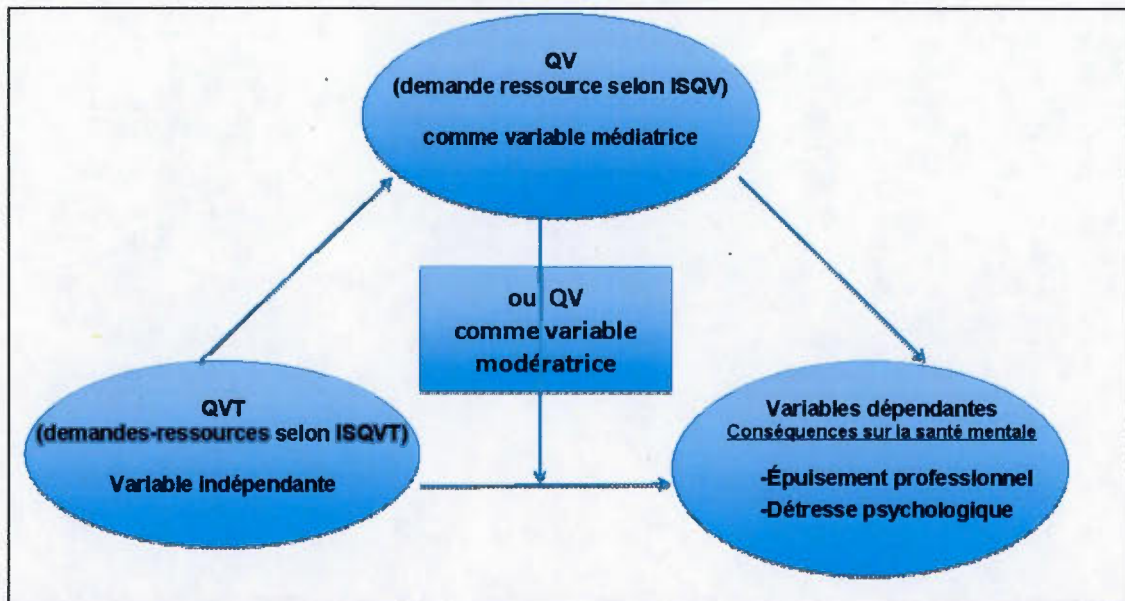 QV
(demande ressource selon ISQV)
comme variable médiatrice
ou QV
comme variable
modératrice
QVT
(demandes-ressources selon ISQVT)
Variable indépendante
Variables dépendantes
Conséquences sur la santé mentale
-Épuisement professionnel
-Détresse psychologique